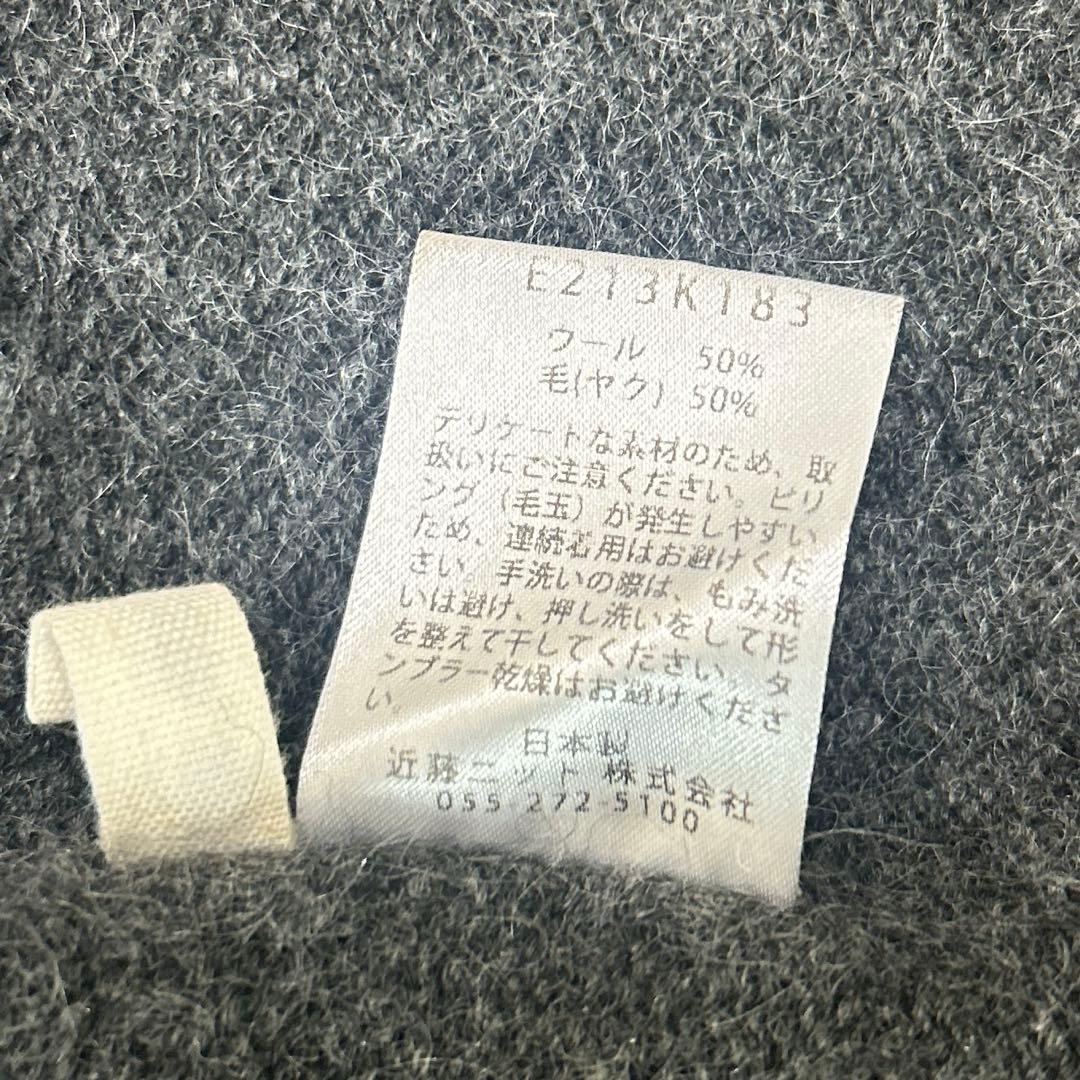 E213K183
ワール 50%
毛(ヤク) 50%
デリケートな素材のため、取
扱いにご注意ください。ピリ
ング（毛玉）が発生しやすい
ため、連続着用はお避けくだ
さい。手洗いの際は、もみ洗
いは避け、押し洗いをして形
を整えて干してください。タ
ンブラー乾燥はお避けくださ
い。
日本製
近藤ニット株式会社
055-272-5100